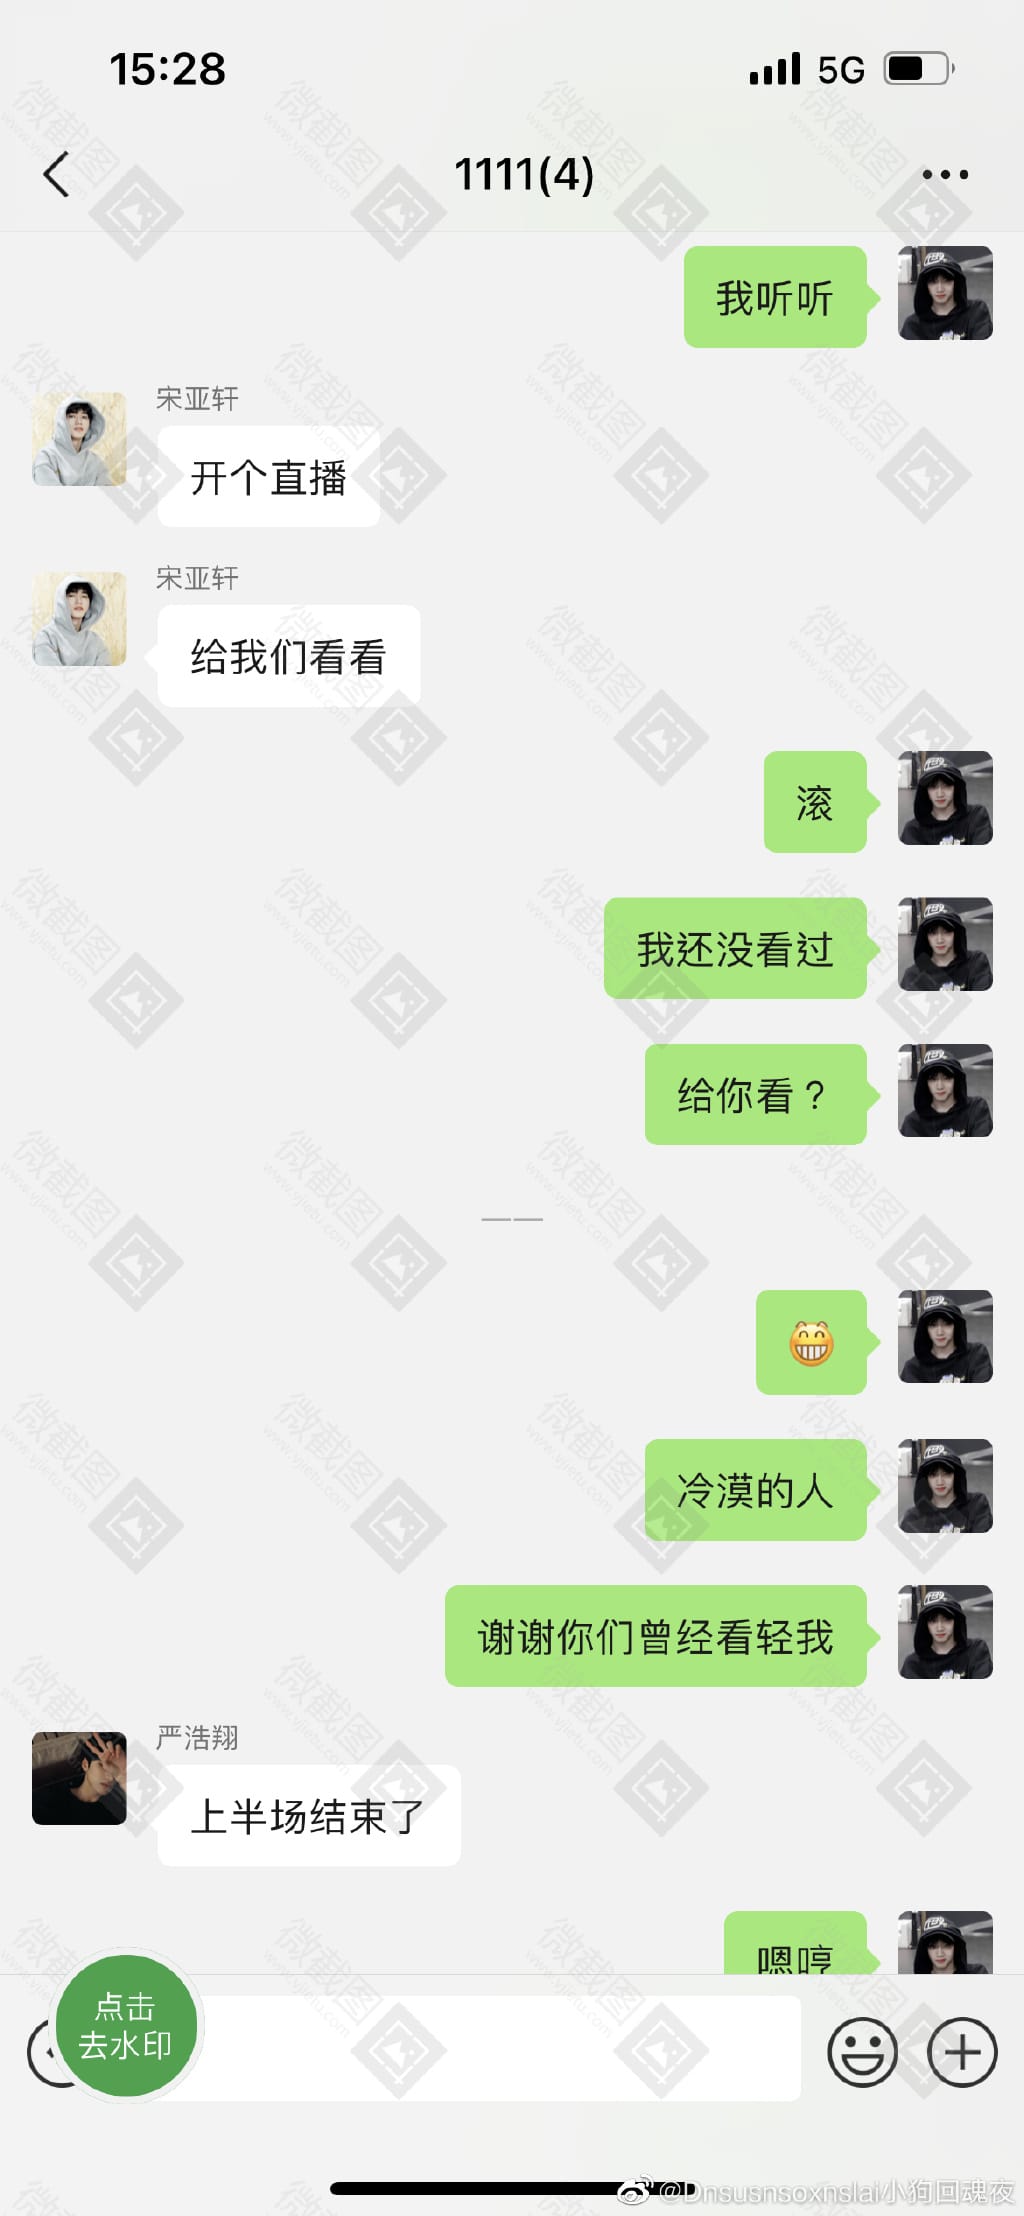 15:28
5G
1111(4)
我听听
宋亚轩
开个直播
宋亚轩
给我们看看
滚
我还没看过
给你看？
——
😁
冷漠的人
谢谢你们曾经看轻我
严浩翔
上半场结束了
嗯哼
点击
去水印
@Dnsusnsoxnslai小狗回魂夜
微截图
www.vjietu.com